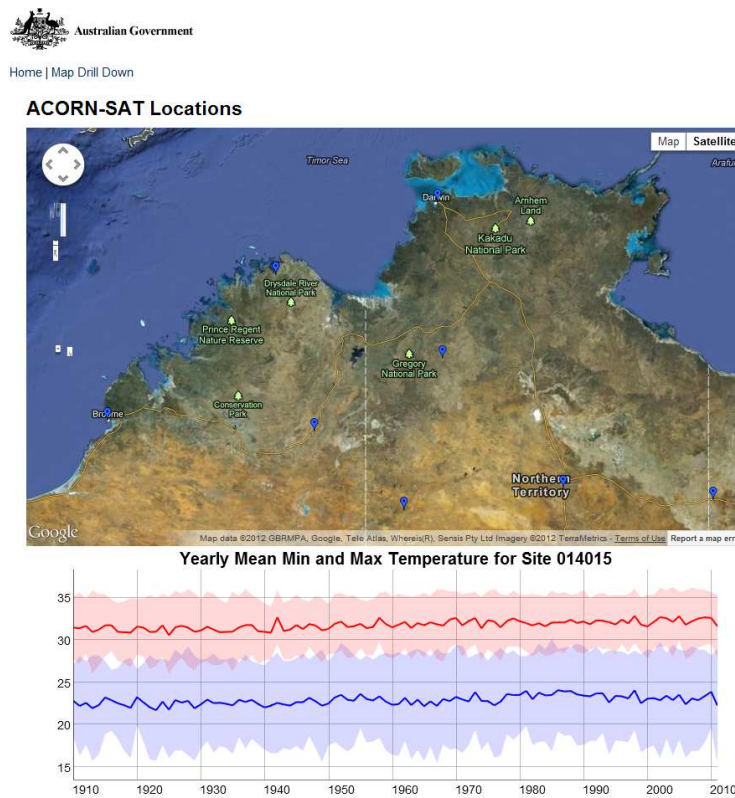 Australian Government
Home | Map Drill Down
ACORN-SAT Locations
Map
Satellite
Timor Sea
Arafu
Darwin
Arnhem
Land
Kakadu
National Park
Drysdale River
National Park
Prince Regent
Nature Reserve
Gregory
National Park
Conservation
Park
Broome
Northern
Territory
Google
Map data ©2012 GBRMPA, Google, Tele Atlas, Whereis(R), Sensis Pty Ltd Imagery ©2012 TerraMetrics - Terms of Use
Report a map err
Yearly Mean Min and Max Temperature for Site 014015
35
30
25
20
15
1910 1920 1930 1940 1950 1960 1970 1980 1990 2000 2010